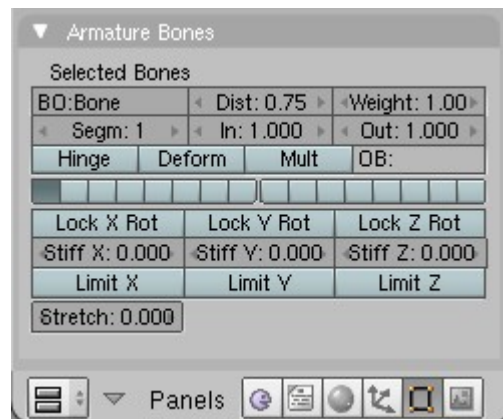 Armature Bones
Selected Bones
BO:Bone Dist: 0.75 Weight: 1.00
Segm: 1 In: 1.000 Out: 1.000
Hinge Deform Mult OB:
Lock X Rot Lock Y Rot Lock Z Rot
Stiff X: 0.000 Stiff Y: 0.000 Stiff Z: 0.000
Limit X Limit Y Limit Z
Stretch: 0.000
Panels